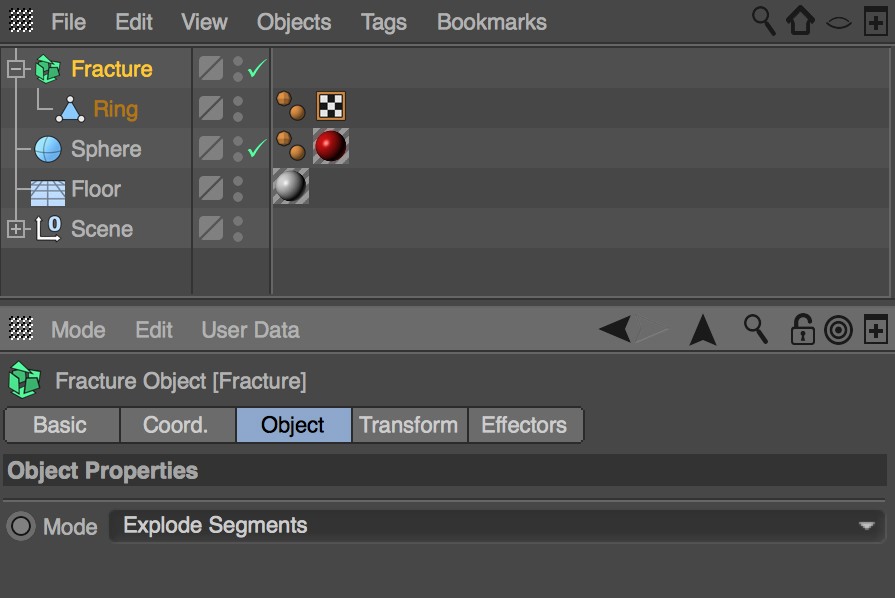 File Edit View Objects Tags Bookmarks
Fracture
Ring
Sphere
Floor
0 Scene
Mode Edit User Data
Fracture Object [Fracture]
Basic Coord. Object Transform Effectors
Object Properties
Mode Explode Segments